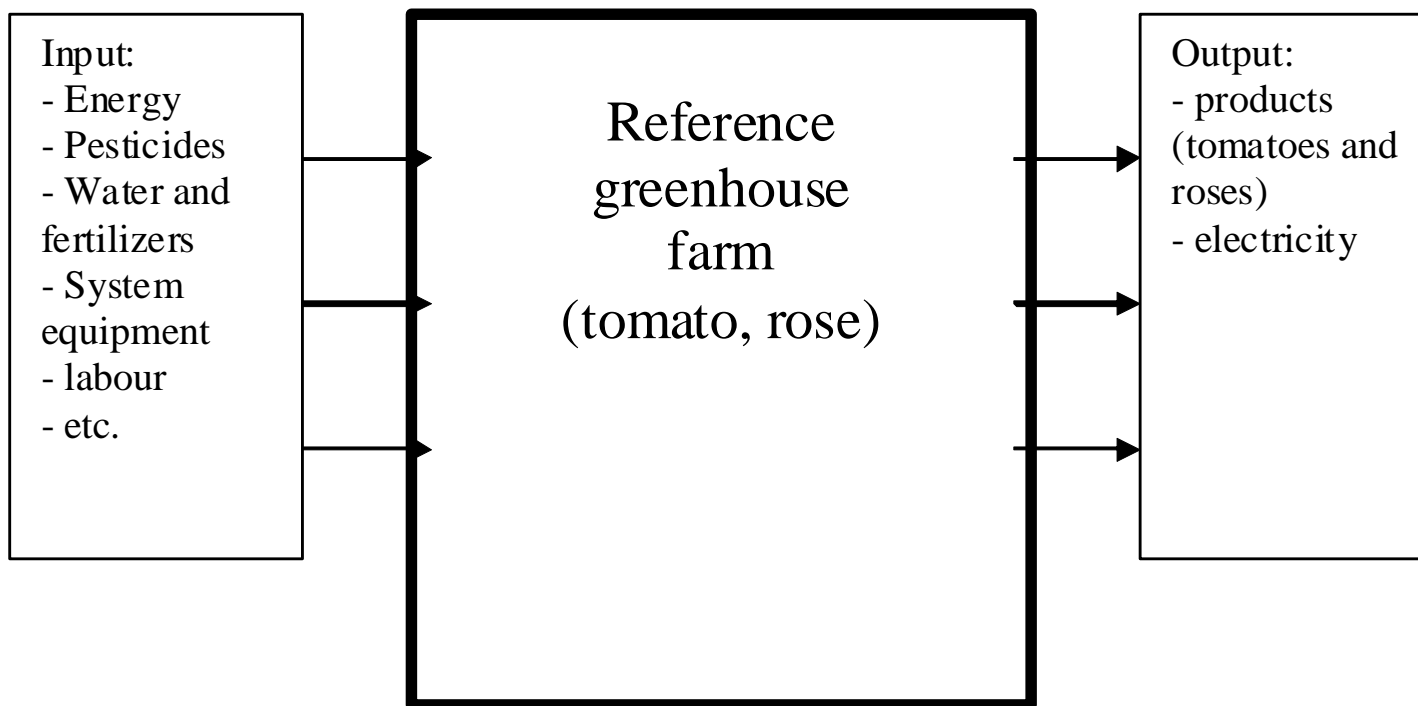 Input:
- Energy
- Pesticides
- Water and
fertilizers
- System
equipment
- labour
- etc.
Reference
greenhouse
farm
(tomato, rose)
Output:
- products
(tomatoes and
roses)
- electricity